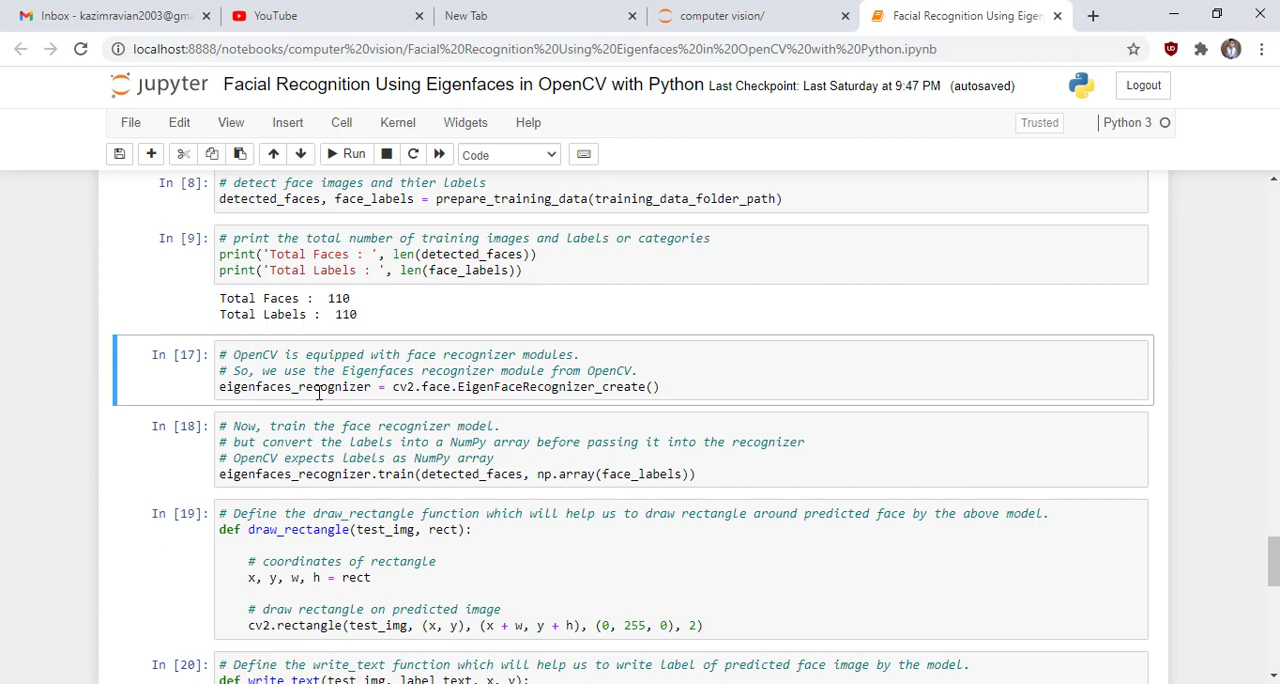 Inbox - kazimravian2003@gma
YouTube
New Tab
computer vision/
Facial Recognition Using Eigen
localhost:8888/notebooks/computer%20vision/Facial%20Recognition%20Using%20Eigenfaces%20in%20OpenCV%20with%20Python.ipynb
jupyter Facial Recognition Using Eigenfaces in OpenCV with Python Last Checkpoint: Last Saturday at 9:47 PM (autosaved)
Logout
File Edit View Insert Cell Kernel Widgets Help
Trusted
Python 3
Run
Code
In [8]:
# detect face images and thier labels
detected_faces, face_labels = prepare_training_data(training_data_folder_path)
In [9]:
# print the total number of training images and labels or categories
print('Total Faces : ', len(detected_faces))
print('Total Labels : ', len(face_labels))
Total Faces :  110
Total Labels :  110
In [17]:
# OpenCV is equipped with face recognizer modules.
# So, we use the Eigenfaces recognizer module from OpenCV.
eigenfaces_recognizer = cv2.face.EigenFaceRecognizer_create()
In [18]:
# Now, train the face recognizer model.
# but convert the labels into a NumPy array before passing it into the recognizer
# OpenCV expects labels as NumPy array
eigenfaces_recognizer.train(detected_faces, np.array(face_labels))
In [19]:
# Define the draw_rectangle function which will help us to draw rectangle around predicted face by the above model.
def draw_rectangle(test_img, rect):
# coordinates of rectangle
x, y, w, h = rect
# draw rectangle on predicted image
cv2.rectangle(test_img, (x, y), (x + w, y + h), (0, 255, 0), 2)
In [20]:
# Define the write_text function which will help us to write label of predicted face image by the model.
def write_text(test_img, label_text, x, y):